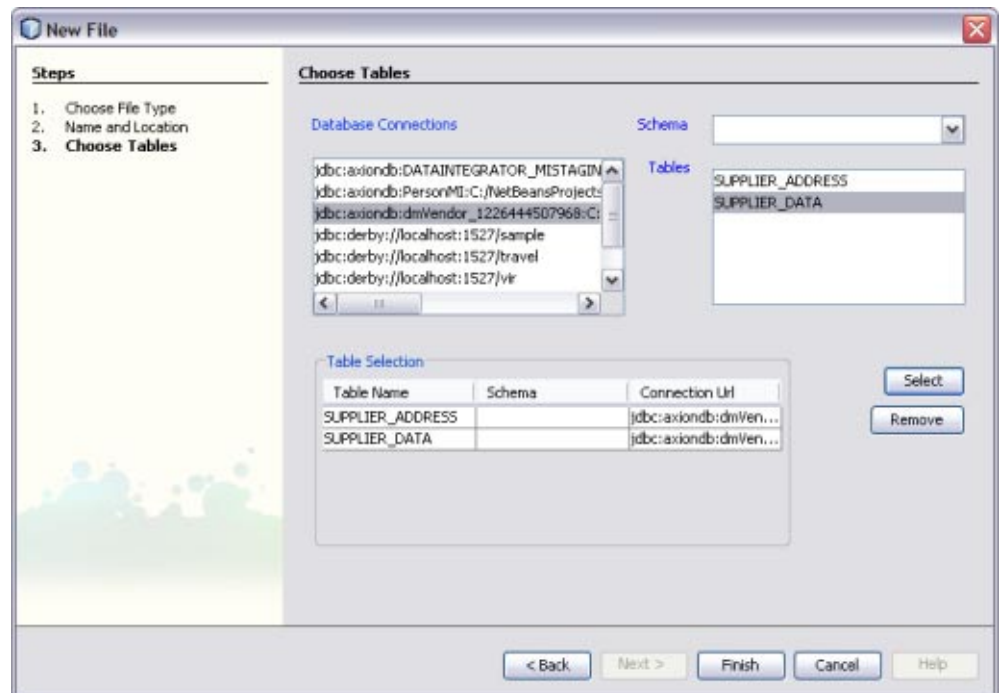 New File
Steps
1. Choose File Type
2. Name and Location
3. Choose Tables
Choose Tables
Database Connections
jdbc:axiondb:DATAINTEGRATOR_MISTAGIN
jdbc:axiondb:PersonMI:C:/NetBeansProjects
jdbc:axiondb:dmVendor_1226444507968:C:
jdbc:derby://localhost:1527/sample
jdbc:derby://localhost:1527/travel
jdbc:derby://localhost:1527/vir
Schema
Tables
SUPPLIER_ADDRESS
SUPPLIER_DATA
Table Selection
Table Name Schema Connection Url
SUPPLIER_ADDRESS jdbc:axiondb:dmVen...
SUPPLIER_DATA jdbc:axiondb:dmVen...
Select
Remove
< Back Next > Finish Cancel Help